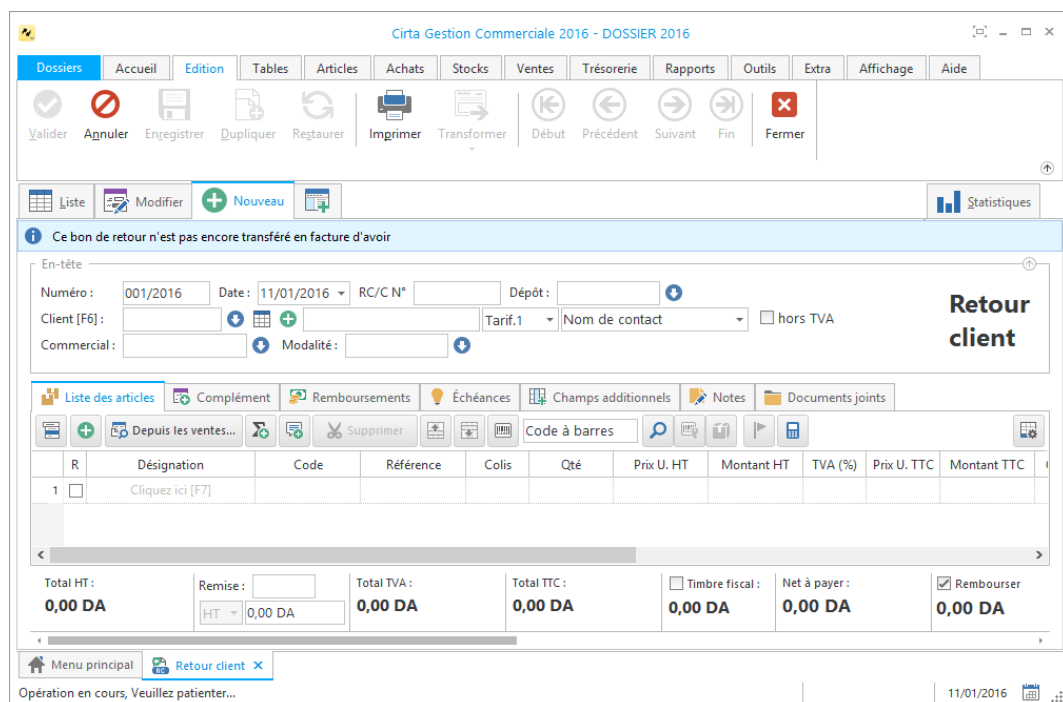 Cirta Gestion Commerciale 2016 - DOSSIER 2016
Dossiers Accueil Edition Tables Articles Achats Stocks Ventes Trésorerie Rapports Outils Extra Affichage Aide
Valider Annuler Enregistrer Dupliquer Restaurer Imprimer Transformer Début Précédent Suivant Fin Fermer
Liste Modifier Nouveau Statistiques
Ce bon de retour n'est pas encore transféré en facture d'avoir
En-tête
Numéro : 001/2016 Date : 11/01/2016 RC/C N° Dépôt :
Client [F6] : Tarif.1 Nom de contact hors TVA
Commercial : Modalité :
Retour
client
Liste des articles Complément Remboursements Échéances Champs additionnels Notes Documents joints
Depuis les ventes... Supprimer Code à barres
R Désignation Code Référence Colis Qté Prix U. HT Montant HT TVA (%) Prix U. TTC Montant TTC
1 Cliquez ici [F7]
Total HT : Remise : Total TVA : Total TTC : Timbre fiscal : Net à payer : Rembourser
0,00 DA HT 0,00 DA 0,00 DA 0,00 DA 0,00 DA 0,00 DA 0,00 DA
Menu principal RC Retour client
Opération en cours, Veuillez patienter... 11/01/2016